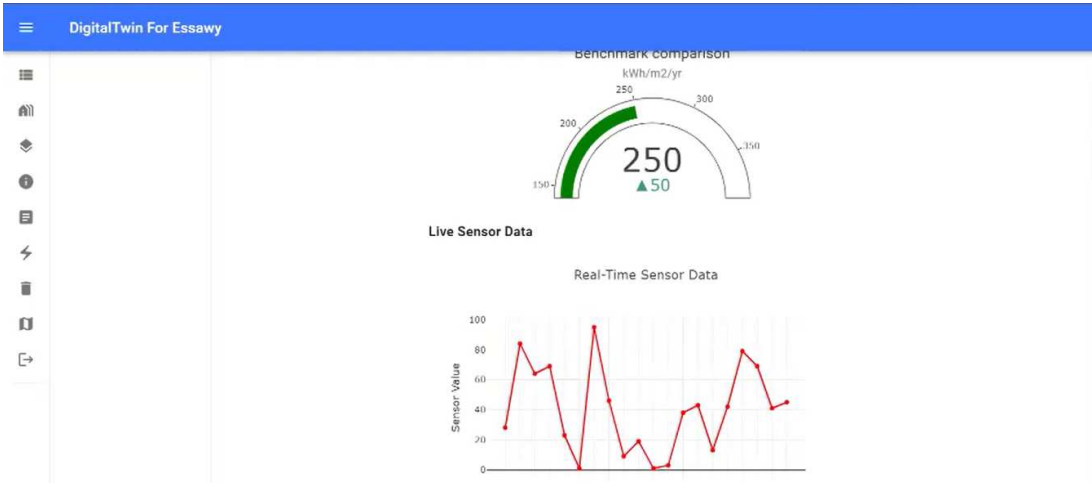 DigitalTwin For Essawy
Benchmark comparison
kWh/m2/yr
250
300
200
350
150
250
▲50
Live Sensor Data
Real-Time Sensor Data
100
80
60
40
20
0
Sensor Value